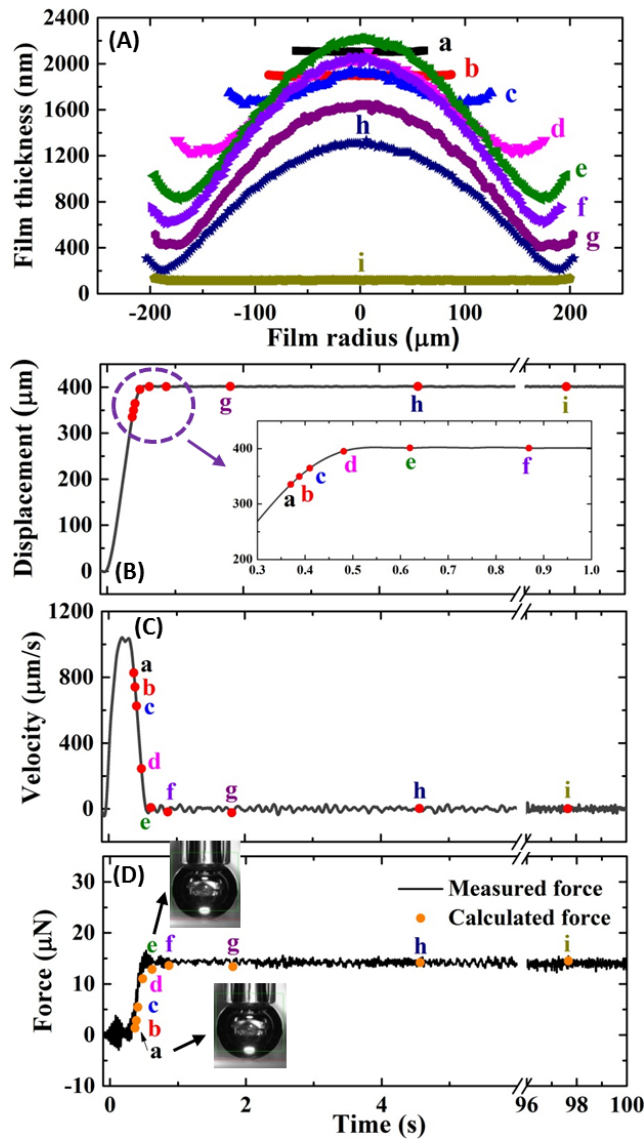 (A)
2400
2000
1600
1200
800
400
0
Film thickness (nm)
a
b
c
d
h
e
f
g
i
-200 -100 0 100 200
Film radius (μm)
500
400
300
200
100
0
Displacement (μm)
g h i
400
300
200
a
b
c
d
e
f
0.3 0.4 0.5 0.6 0.7 0.8 0.9 1.0
(B)
1200
800
400
0
Velocity (μm/s)
(C)
a
b
c
d
e
f
g
h
i
(D)
30
20
10
0
-10
Force (μN)
Measured force
Calculated force
e f g h i
d
c
b
a
0 2 4 96 98 100
Time (s)